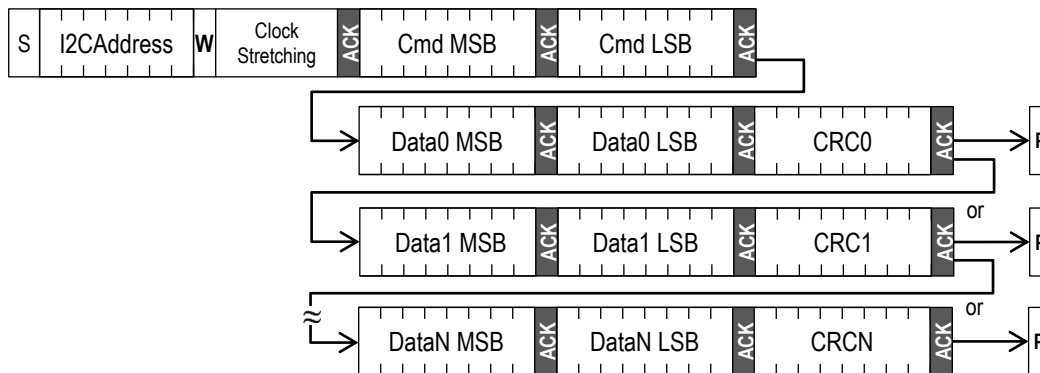 S I2CAddress W Clock Stretching ACK Cmd MSB ACK Cmd LSB ACK
Data0 MSB ACK Data0 LSB ACK CRC0 ACK
or
Data1 MSB ACK Data1 LSB ACK CRC1 ACK
or
≈
DataN MSB ACK DataN LSB ACK CRCN ACK